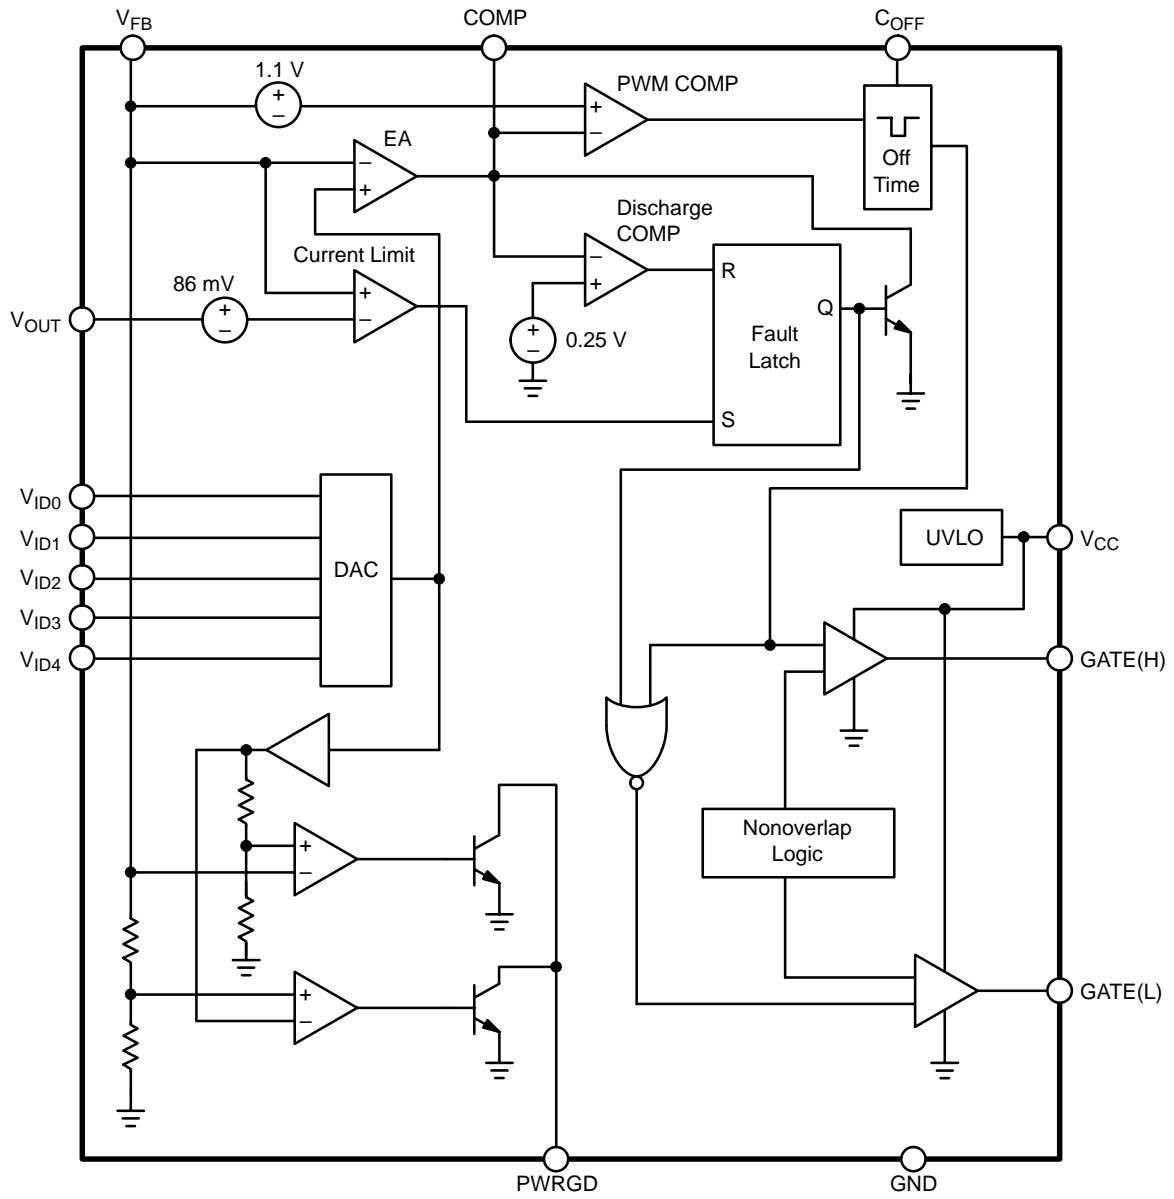 VFB
COMP
COFF
1.1 V
+
−
PWM COMP
+
−
EA
−
+
Off
Time
Discharge
COMP
−
+
Current Limit
+
−
86 mV
+
−
VOUT
0.25 V
+
−
R
Q
Fault
Latch
S
VID0
VID1
VID2
VID3
VID4
DAC
UVLO
VCC
GATE(H)
Nonoverlap
Logic
+
−
+
−
GATE(L)
PWRGD
GND